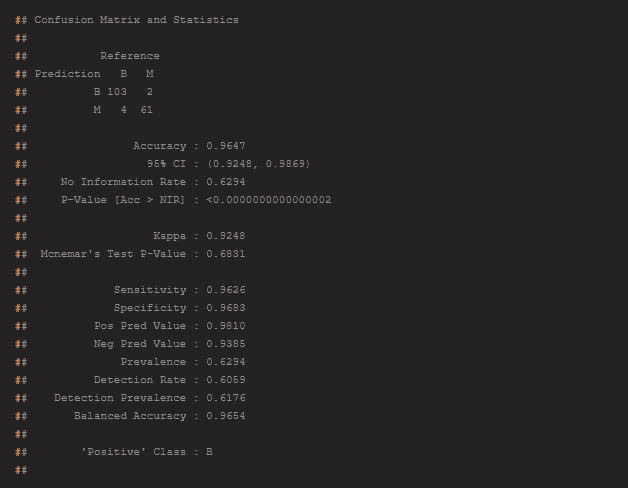 ## Confusion Matrix and Statistics
##
##           Reference
## Prediction   B   M
##          B 103   2
##          M   4  61
##
##                Accuracy : 0.9647
##                  95% CI : (0.9248, 0.9869)
##     No Information Rate : 0.6294
##     P-Value [Acc > NIR] : <0.0000000000000002
##
##                   Kappa : 0.9248
##  Mcnemar's Test P-Value : 0.6831
##
##             Sensitivity : 0.9626
##             Specificity : 0.9683
##          Pos Pred Value : 0.9810
##          Neg Pred Value : 0.9385
##              Prevalence : 0.6294
##          Detection Rate : 0.6059
##    Detection Prevalence : 0.6176
##       Balanced Accuracy : 0.9654
##
##        'Positive' Class : B
##